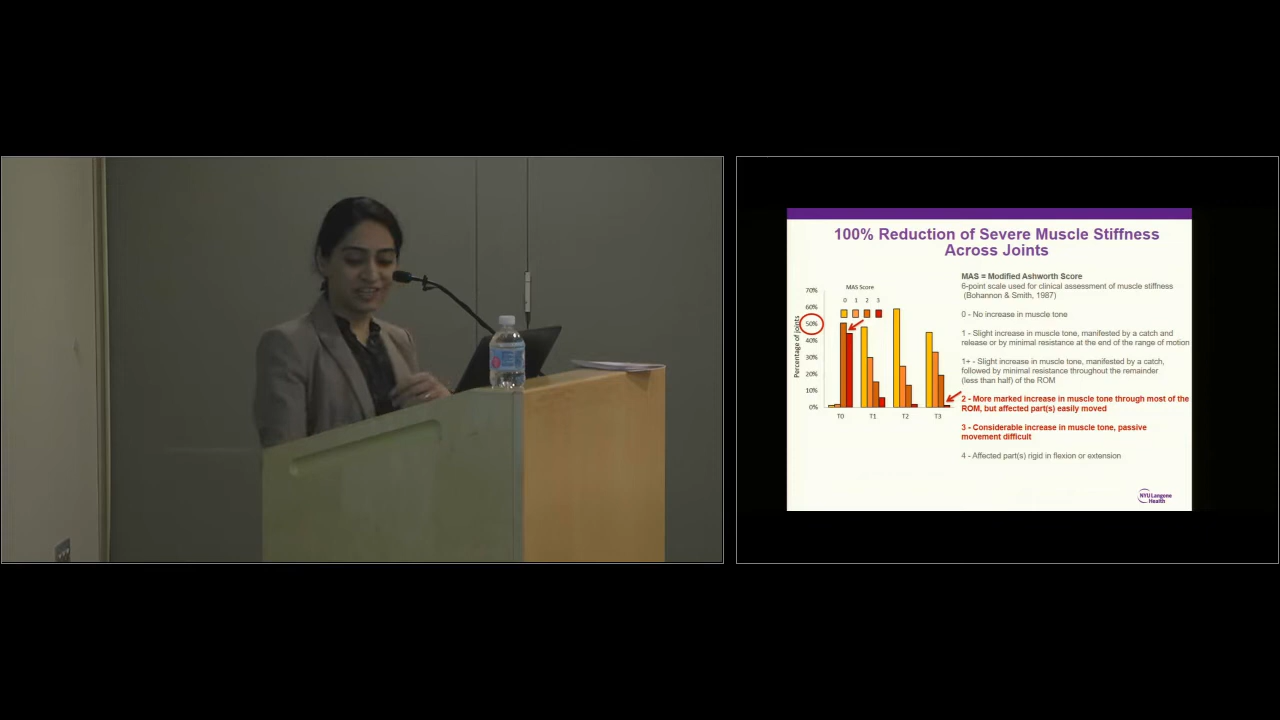 100% Reduction of Severe Muscle Stiffness
Across Joints
MAS = Modified Ashworth Score
6-point scale used for clinical assessment of muscle stiffness
(Bohannon & Smith, 1987)
0 - No increase in muscle tone
1 - Slight increase in muscle tone, manifested by a catch and
release or by minimal resistance at the end of the range of motion
1+ - Slight increase in muscle tone, manifested by a catch,
followed by minimal resistance throughout the remainder
(less than half) of the ROM
2 - More marked increase in muscle tone through most of the
ROM, but affected part(s) easily moved
3 - Considerable increase in muscle tone, passive
movement difficult
4 - Affected part(s) rigid in flexion or extension
MAS Score
0 1 2 3
Percentage of joints
70%
60%
50%
40%
30%
20%
10%
0%
T0 T1 T2 T3
NYU Langone
Health